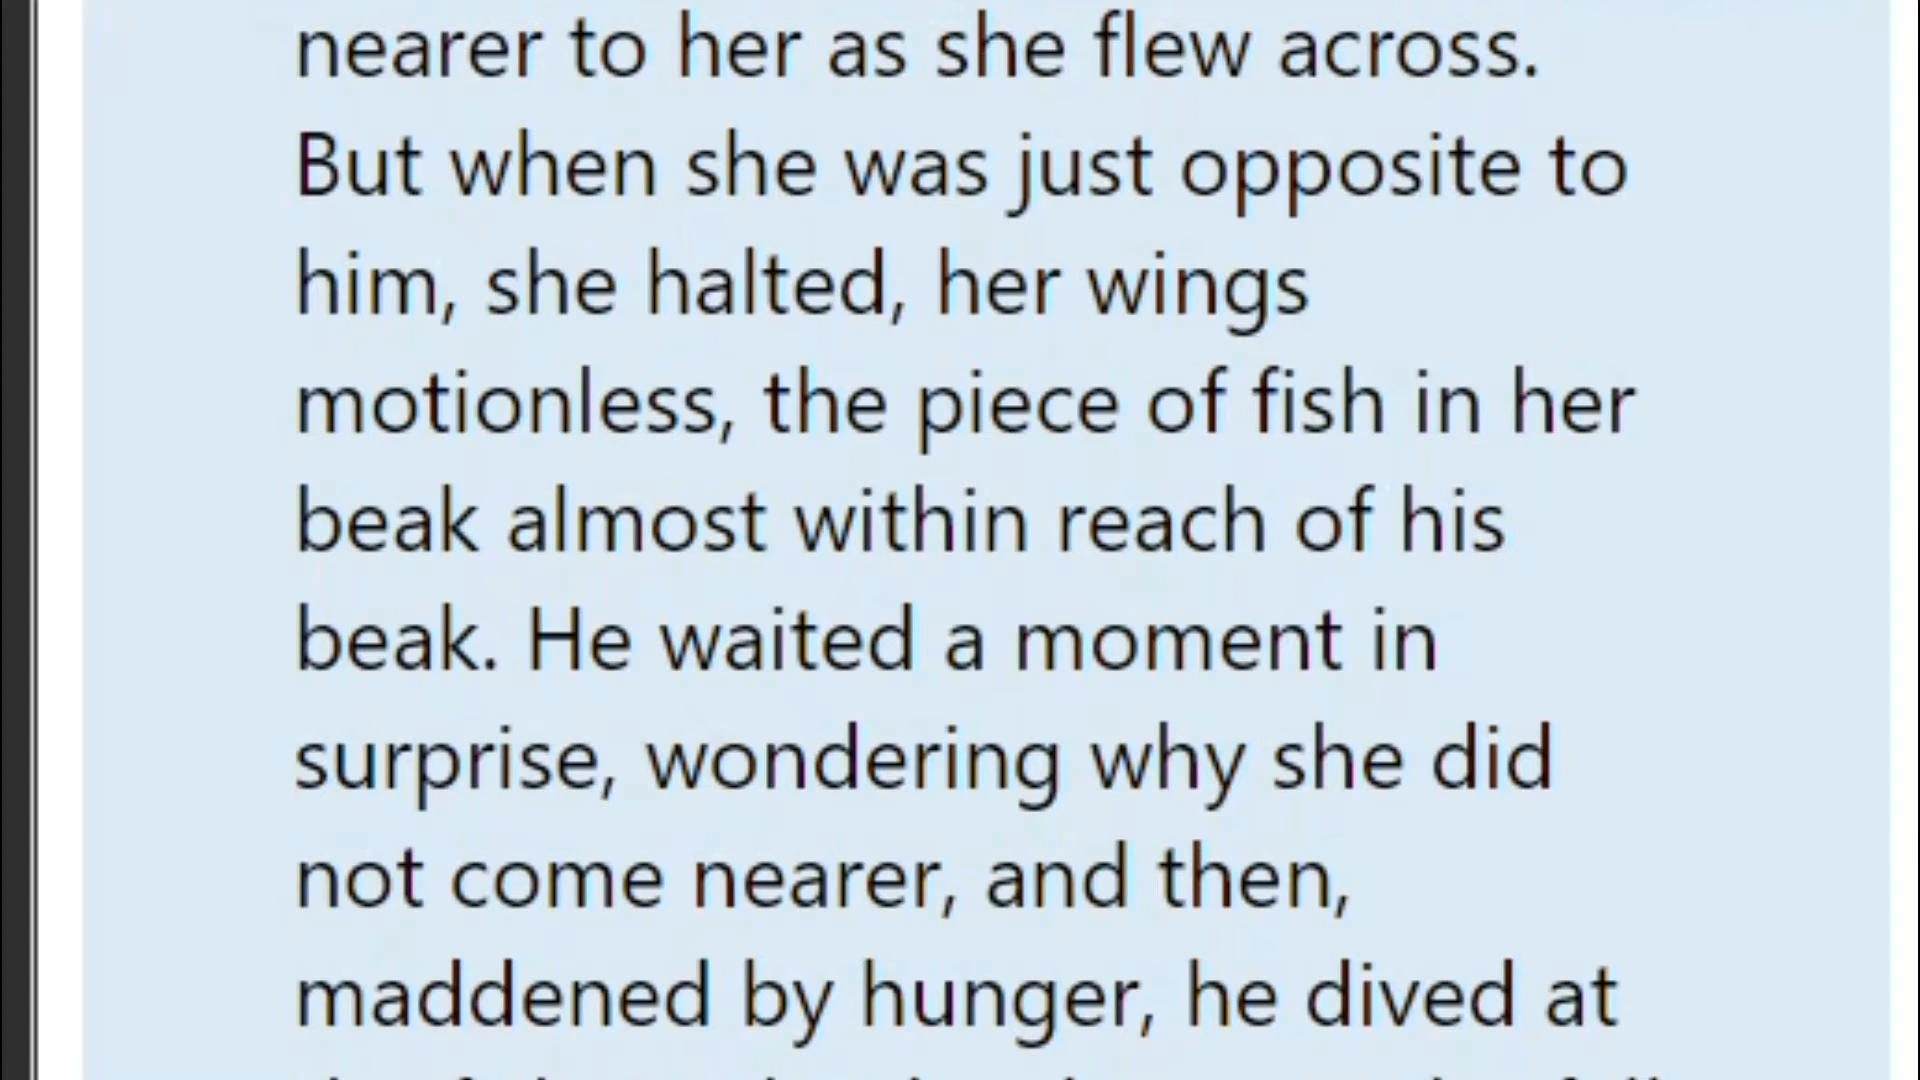 nearer to her as she flew across.
But when she was just opposite to
him, she halted, her wings
motionless, the piece of fish in her
beak almost within reach of his
beak. He waited a moment in
surprise, wondering why she did
not come nearer, and then,
maddened by hunger, he dived at